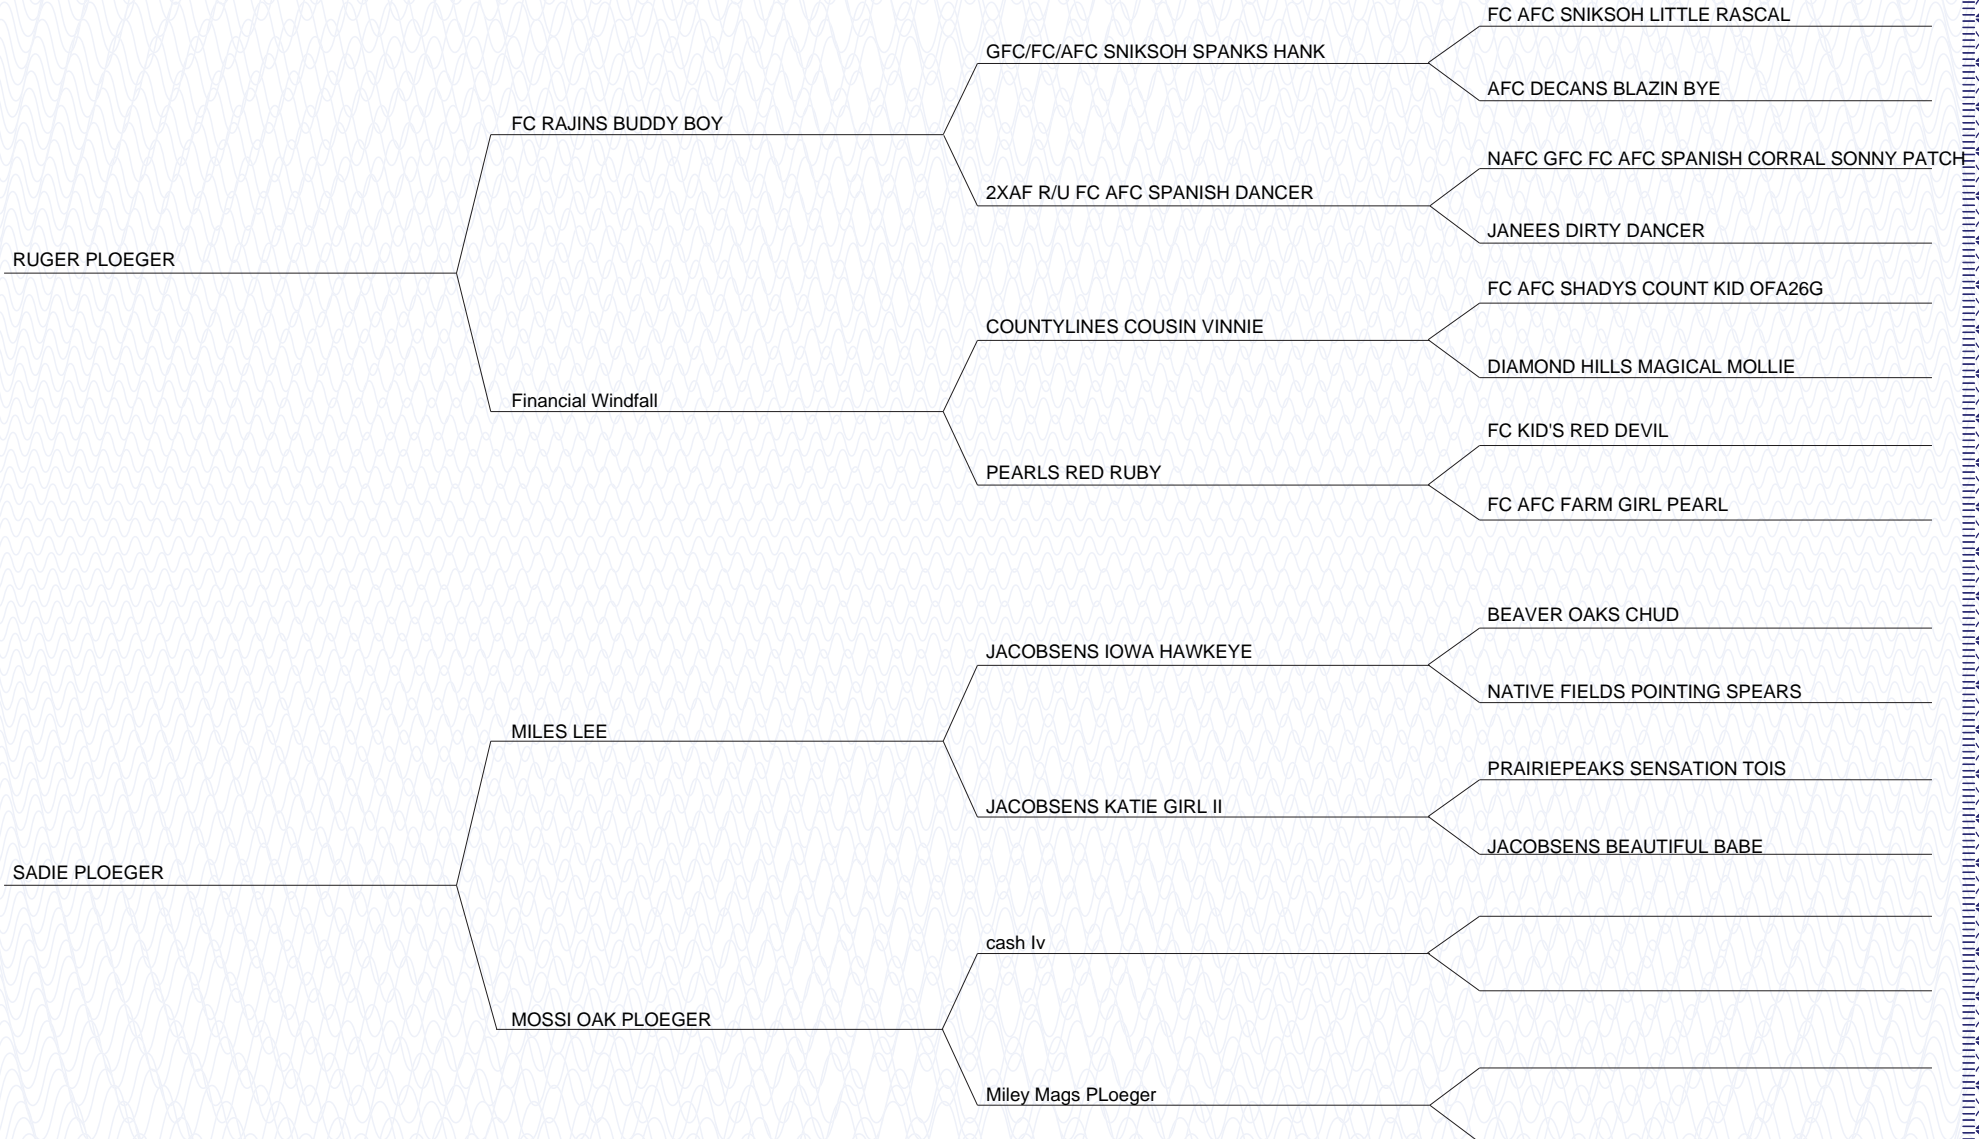 FC AFC SNIKSOH LITTLE RASCAL
GFC/FC/AFC SNIKSOH SPANKS HANK
AFC DECANS BLAZIN BYE
FC RAJINS BUDDY BOY
NAFC GFC FC AFC SPANISH CORRAL SONNY PATCH
2XAF R/U FC AFC SPANISH DANCER
JANEES DIRTY DANCER
RUGER PLOEGER
FC AFC SHADYS COUNT KID OFA26G
COUNTYLINES COUSIN VINNIE
DIAMOND HILLS MAGICAL MOLLIE
Financial Windfall
FC KID'S RED DEVIL
PEARLS RED RUBY
FC AFC FARM GIRL PEARL
BEAVER OAKS CHUD
JACOBSENS IOWA HAWKEYE
NATIVE FIELDS POINTING SPEARS
MILES LEE
PRAIRIEPEAKS SENSATION TOIS
JACOBSENS KATIE GIRL II
JACOBSENS BEAUTIFUL BABE
SADIE PLOEGER
cash Iv
MOSSI OAK PLOEGER
Miley Mags PLoeger